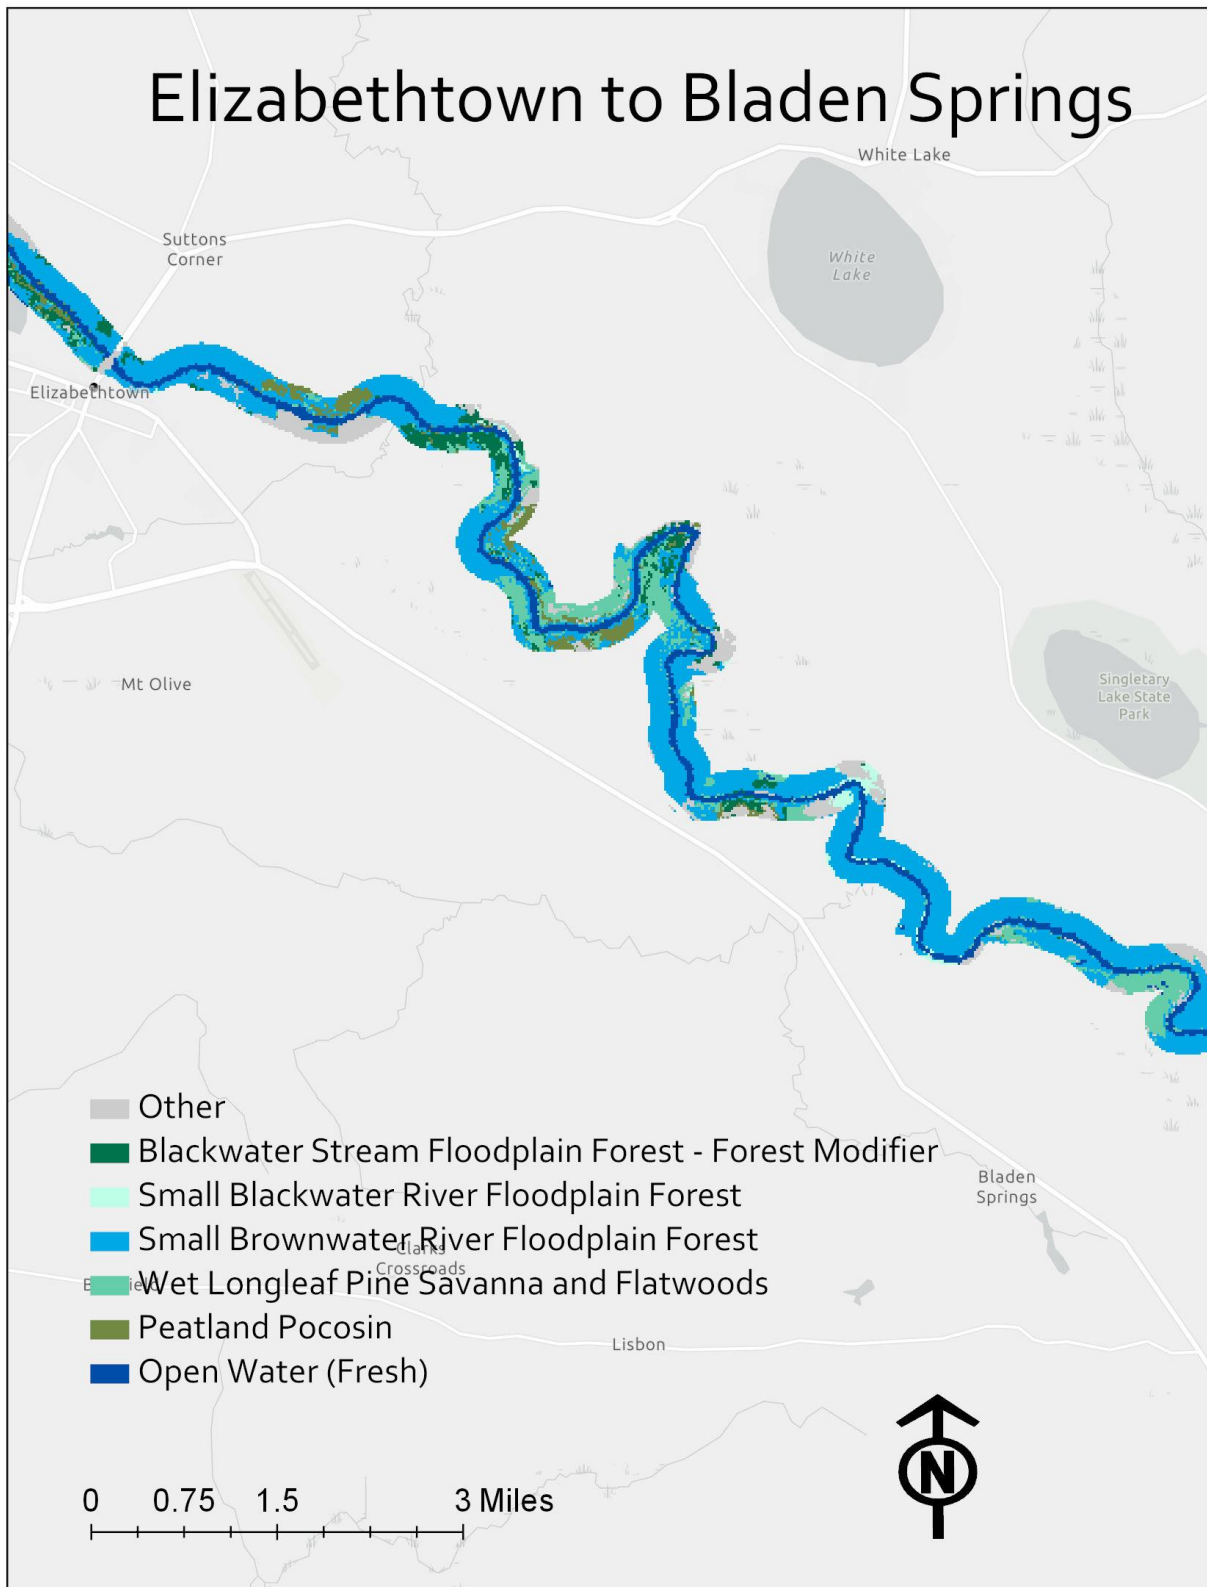 Elizabethtown to Bladen Springs
White Lake
Suttons
Corner
White
Lake
Elizabethtown
Mt Olive
Singletary
Lake State
Park
Other
Blackwater Stream Floodplain Forest - Forest Modifier
Bladen
Springs
Small Blackwater River Floodplain Forest
Small Brownwater River Floodplain Forest
Clarks
Crossroads
Wet Longleaf Pine Savanna and Flatwoods
Peatland Pocosin
Lisbon
Open Water (Fresh)
N
0 0.75 1.5 3 Miles